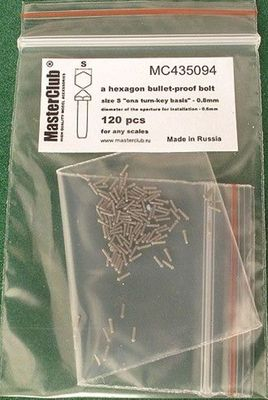 MC435094
S
a hexagon bullet-proof bolt
size S "ona turn-key basis" - 0.8mm
diameter of the aperture for installation - 0.6mm
120 pcs
for any scales
www.masterclub.ru
Made in Russia
MasterClub
HIGH-QUALITY MODEL ACCESSORIES